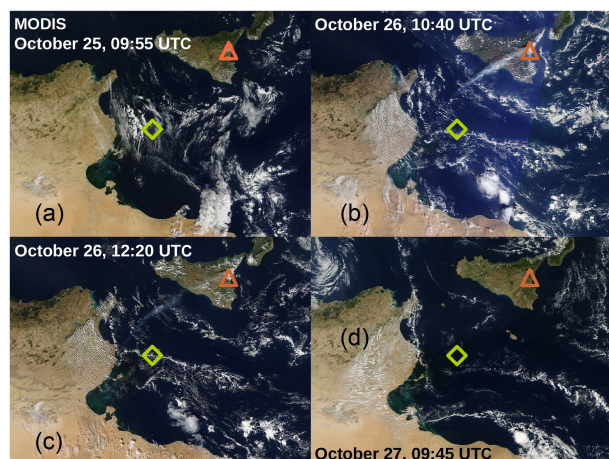 MODIS
October 25, 09:55 UTC
(a)
October 26, 10:40 UTC
(b)
October 26, 12:20 UTC
(c)
(d)
October 27, 09:45 UTC